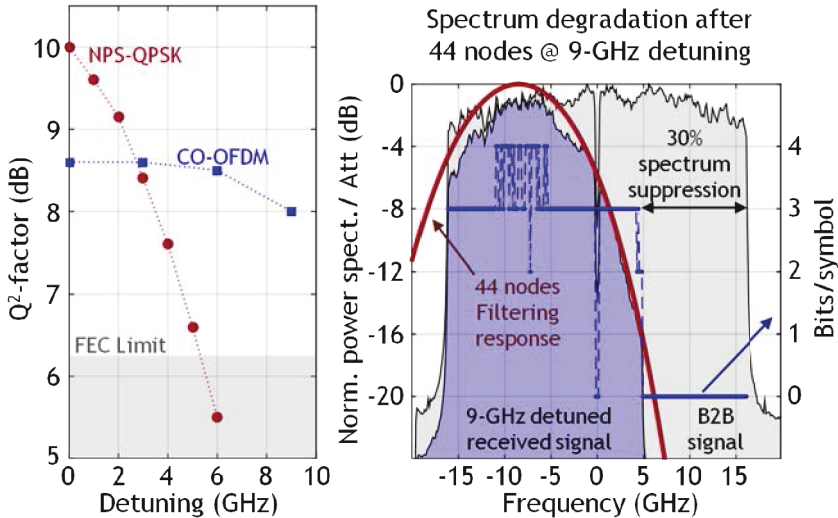 10
9
8
7
6
5
0
2
4
6
8
10
Q²-factor (dB)
Detuning (GHz)
NPS-QPSK
CO-OFDM
FEC Limit
Spectrum degradation after
44 nodes @ 9-GHz detuning
0
-4
-8
-12
-16
-20
Norm. power spect./ Att (dB)
30%
spectrum
suppression
44 nodes
Filtering
response
9-GHz detuned
received signal
B2B
signal
4
3
2
1
0
Bits/symbol
-15
-10
-5
0
5
10
15
Frequency (GHz)